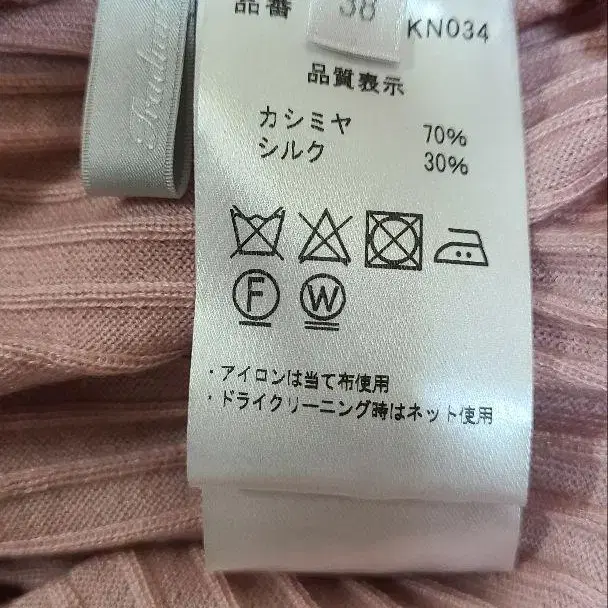 品番 38 KN034
品質表示
カシミヤ 70%
シルク 30%
F W
・アイロンは当て布使用
・ドライクリーニング時はネット使用